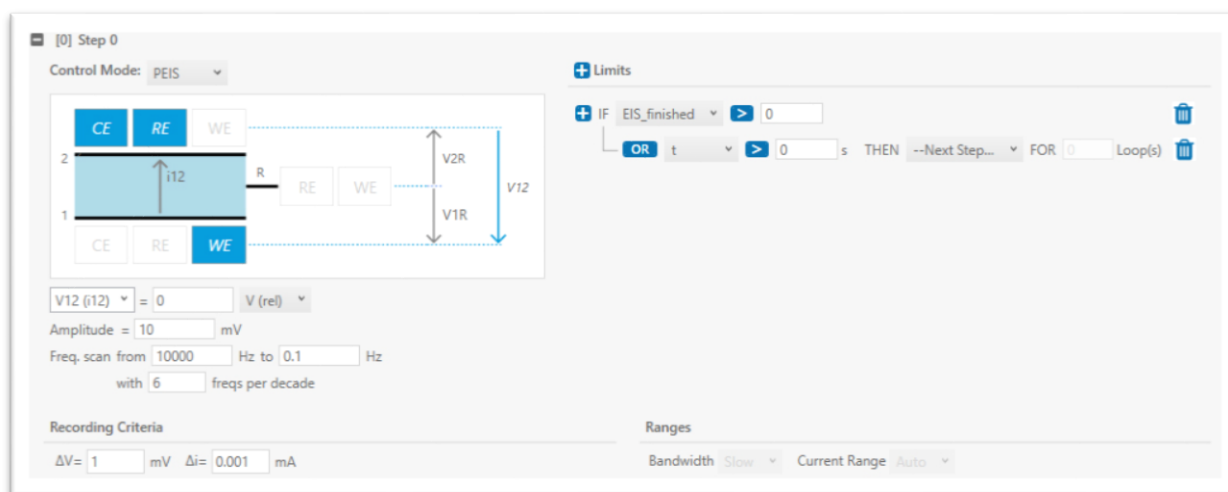 [0] Step 0
Control Mode: PEIS
CE RE WE
2
i12
R
RE WE
V2R
V12
V1R
1
CE RE WE
V12 (i12) = 0 V (rel)
Amplitude = 10 mV
Freq. scan from 10000 Hz to 0.1 Hz
with 6 freqs per decade
Limits
IF EIS_finished > 0
OR t > 0 s THEN --Next Step... FOR 0 Loop(s)
Recording Criteria
ΔV= 1 mV Δi= 0.001 mA
Ranges
Bandwidth Slow Current Range Auto